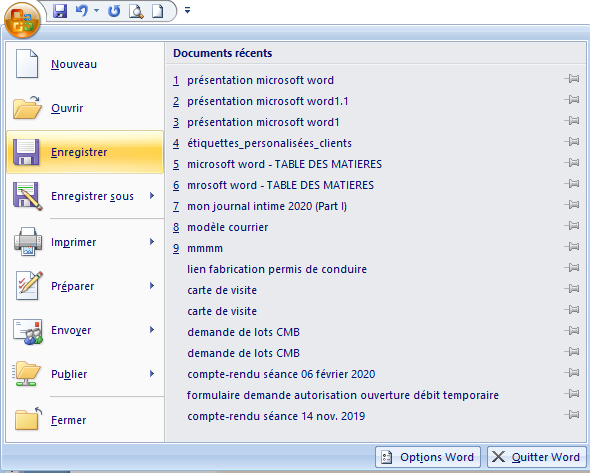 Nouveau
Ouvrir
Enregistrer
Enregistrer sous
Imprimer
Préparer
Envoyer
Publier
Fermer
Documents récents
1 présentation microsoft word
2 présentation microsoft word1.1
3 présentation microsoft word1
4 étiquettes_personalisées_clients
5 microsoft word - TABLE DES MATIERES
6 mrosoft word - TABLE DES MATIERES
7 mon journal intime 2020 (Part I)
8 modèle courrier
9 mmmm
lien fabrication permis de conduire
carte de visite
carte de visite
demande de lots CMB
demande de lots CMB
compte-rendu séance 06 février 2020
formulaire demande autorisation ouverture débit temporaire
compte-rendu séance 14 nov. 2019
Options Word
Quitter Word